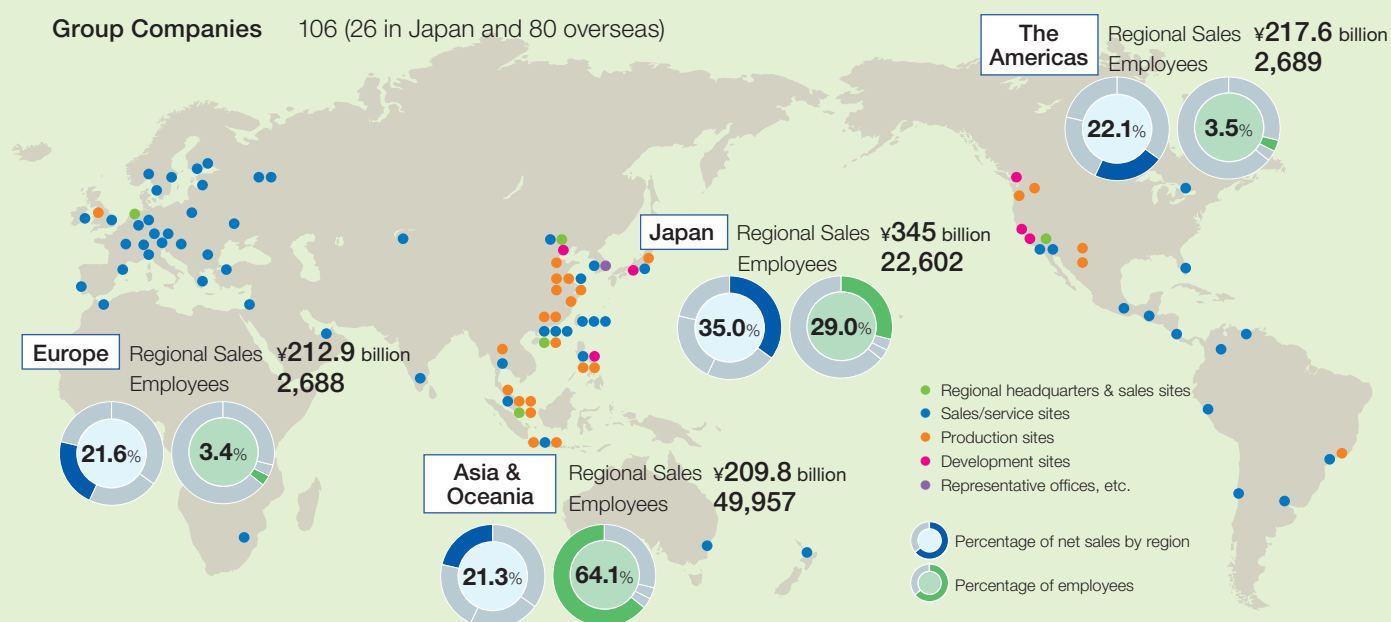 Group Companies 106 (26 in Japan and 80 overseas)
The
Americas
Regional Sales ¥217.6 billion
Employees 2,689
22.1%
3.5%
Japan
Regional Sales ¥345 billion
Employees 22,602
35.0%
29.0%
Europe
Regional Sales ¥212.9 billion
Employees 2,688
21.6%
3.4%
Asia &
Oceania
Regional Sales ¥209.8 billion
Employees 49,957
21.3%
64.1%
Regional headquarters & sales sites
Sales/service sites
Production sites
Development sites
Representative offices, etc.
Percentage of net sales by region
Percentage of employees